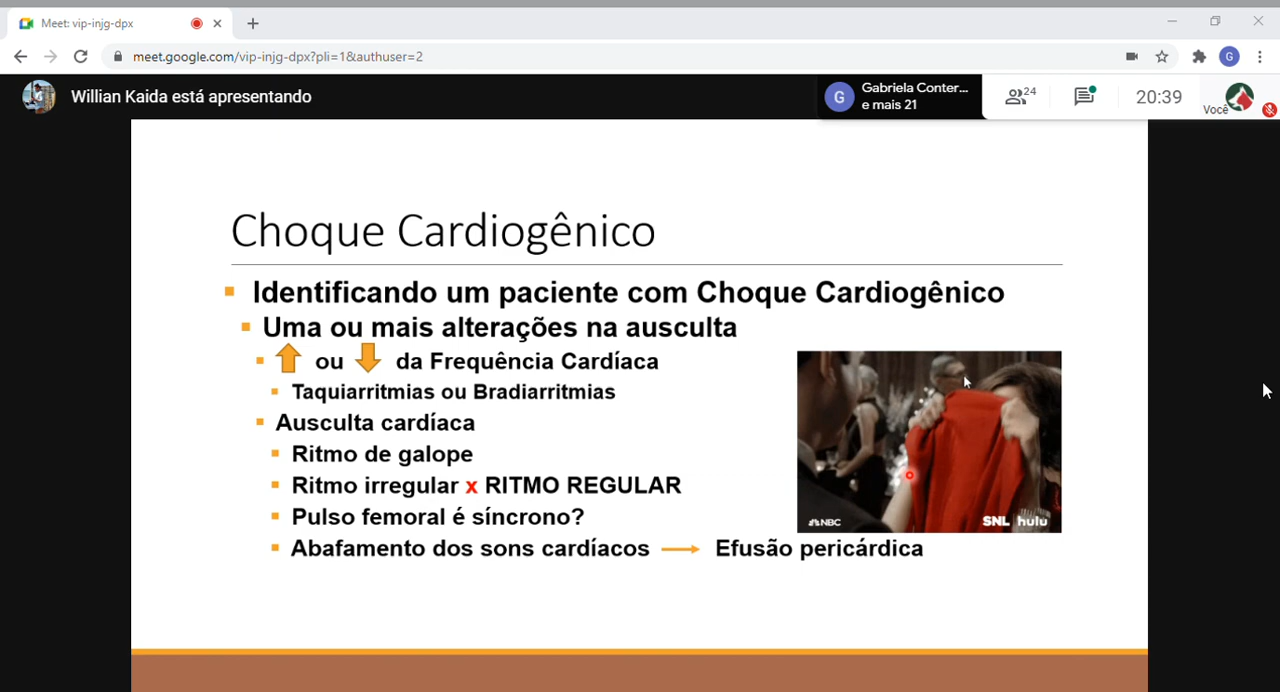 Meet: vip-injg-dpx
meet.google.com/vip-injg-dpx?pli=1&authuser=2
G
Willian Kaida está apresentando
G
Gabriela Conter...
e mais 21
24
20:39
Você
Choque Cardiogênico
Identificando um paciente com Choque Cardiogênico
Uma ou mais alterações na ausculta
ou da Frequência Cardíaca
Taquiarritmias ou Bradiarritmias
Ausculta cardíaca
Ritmo de galope
Ritmo irregular x RITMO REGULAR
Pulso femoral é síncrono?
Abafamento dos sons cardíacos → Efusão pericárdica
NBC
SNL hulu